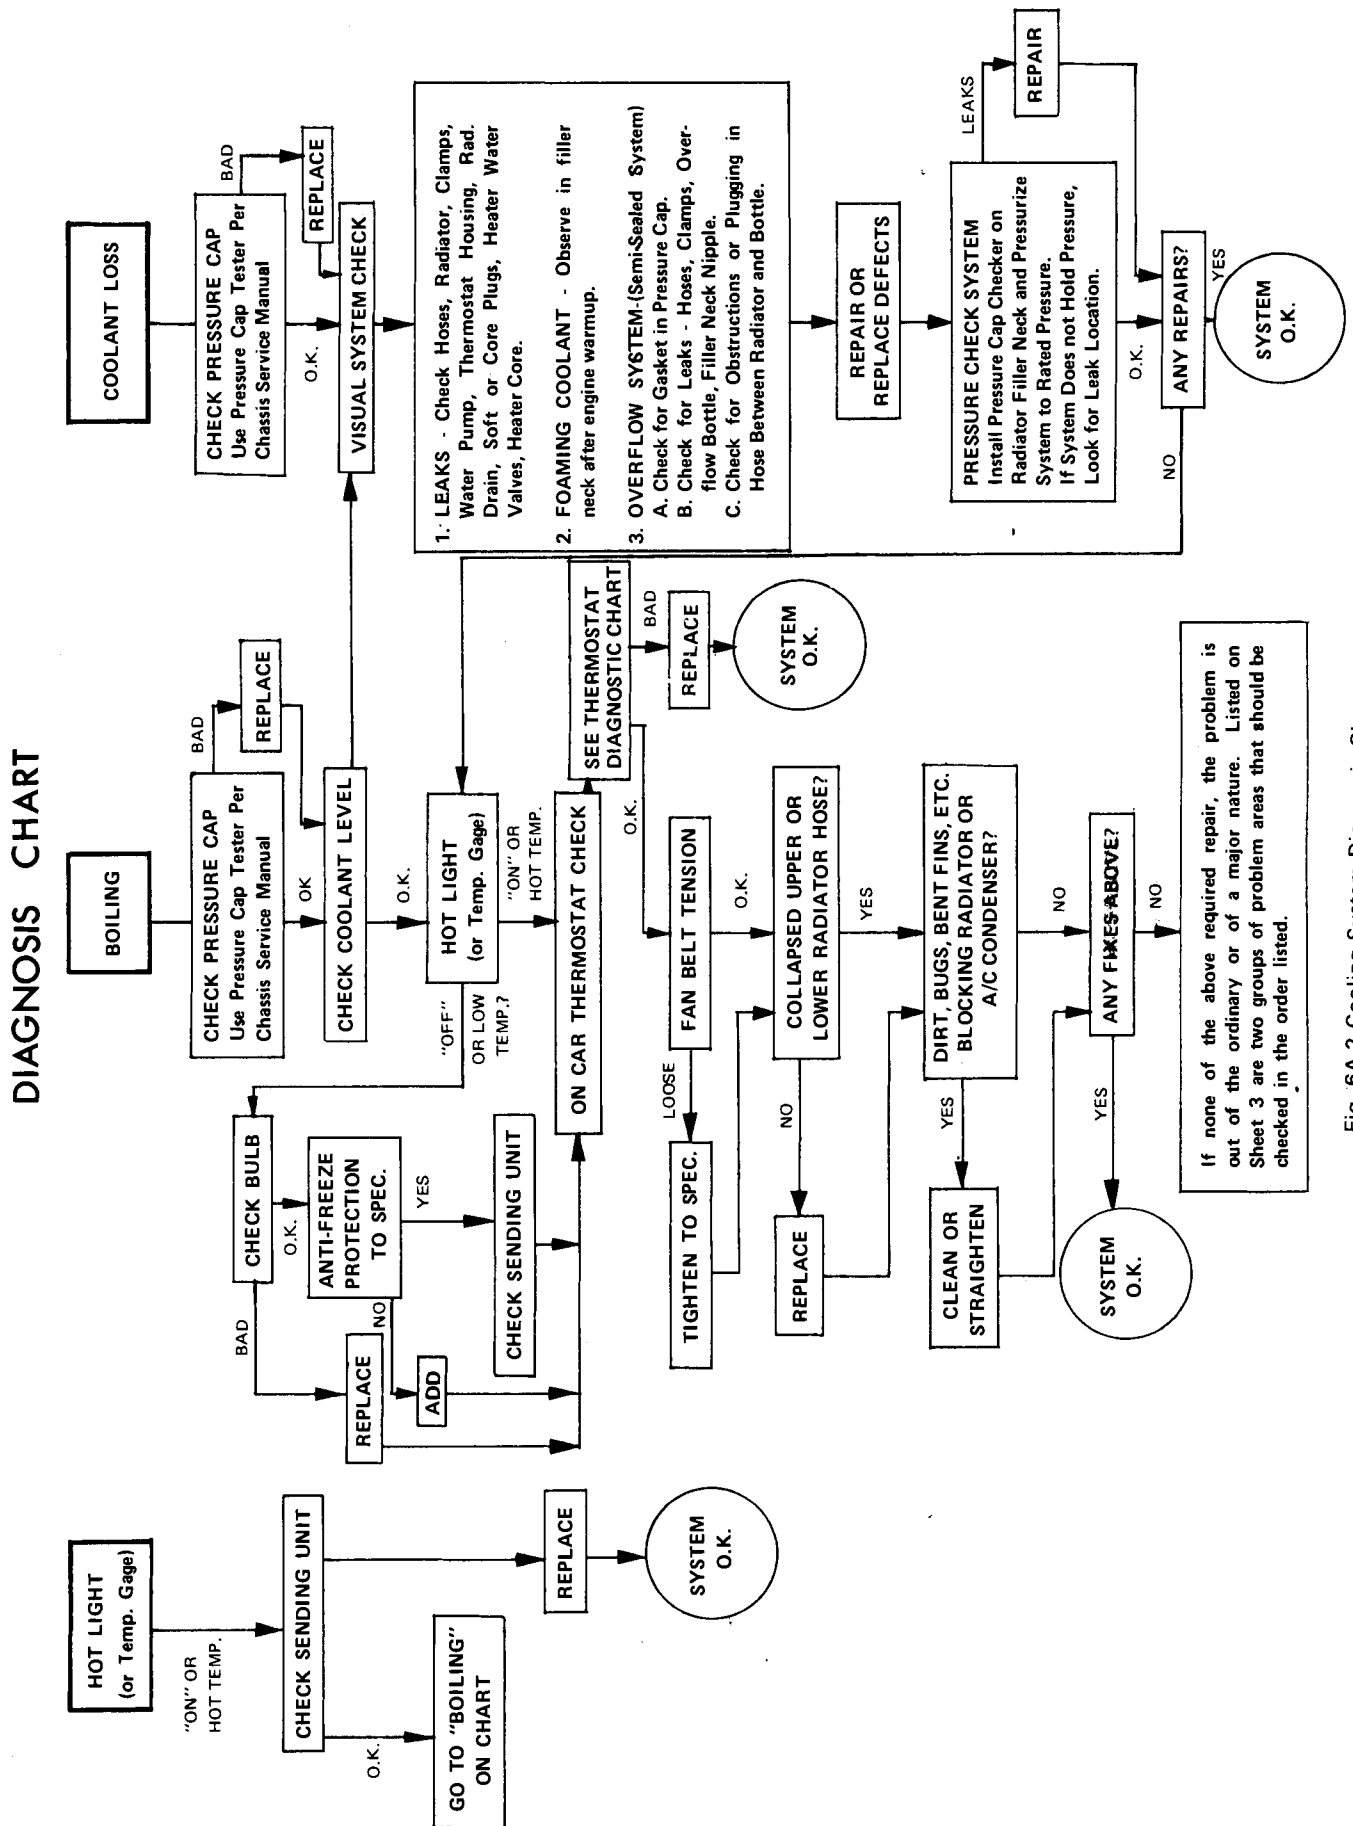 DIAGNOSIS CHART
HOT LIGHT
(or Temp. Gage)
"ON" OR
HOT TEMP.
CHECK SENDING UNIT
O.K.
GO TO "BOILING"
ON CHART
REPLACE
SYSTEM
O.K.
BOILING
CHECK PRESSURE CAP
Use Pressure Cap Tester Per
Chassis Service Manual
BAD
REPLACE
OK
CHECK COOLANT LEVEL
O.K.
HOT LIGHT
(or Temp. Gage)
"OFF"
OR LOW
TEMP.?
"ON" OR
HOT TEMP.
CHECK BULB
BAD
O.K.
ANTI-FREEZE
PROTECTION
TO SPEC.
NO
YES
REPLACE
ADD
CHECK SENDING UNIT
ON CAR THERMOSTAT CHECK
SEE THERMOSTAT
DIAGNOSTIC CHART
BAD
REPLACE
SYSTEM
O.K.
O.K.
FAN BELT TENSION
LOOSE
TIGHTEN TO SPEC.
O.K.
COLLAPSED UPPER OR
LOWER RADIATOR HOSE?
NO
REPLACE
YES
DIRT, BUGS, BENT FINS, ETC.
BLOCKING RADIATOR OR
A/C CONDENSER?
YES
CLEAN OR
STRAIGHTEN
NO
ANY FIXES ABOVE?
YES
SYSTEM
O.K.
NO
If none of the above required repair, the problem is
out of the ordinary or of a major nature. Listed on
Sheet 3 are two groups of problem areas that should be
checked in the order listed.
COOLANT LOSS
CHECK PRESSURE CAP
Use Pressure Cap Tester Per
Chassis Service Manual
BAD
REPLACE
O.K.
VISUAL SYSTEM CHECK
1. LEAKS - Check Hoses, Radiator, Clamps,
Water Pump, Thermostat Housing, Rad.
Drain, Soft or Core Plugs, Heater Water
Valves, Heater Core.
2. FOAMING COOLANT - Observe in filler
neck after engine warmup.
3. OVERFLOW SYSTEM-(Semi-Sealed System)
A. Check for Gasket in Pressure Cap.
B. Check for Leaks - Hoses, Clamps, Over-
flow Bottle, Filler Neck Nipple.
C. Check for Obstructions or Plugging in
Hose Between Radiator and Bottle.
REPAIR OR
REPLACE DEFECTS
PRESSURE CHECK SYSTEM
Install Pressure Cap Checker on
Radiator Filler Neck and Pressurize
System to Rated Pressure.
If System Does not Hold Pressure,
Look for Leak Location.
LEAKS
REPAIR
O.K.
ANY REPAIRS?
NO
YES
SYSTEM
O.K.
Fig. 6A-2 Cooling System